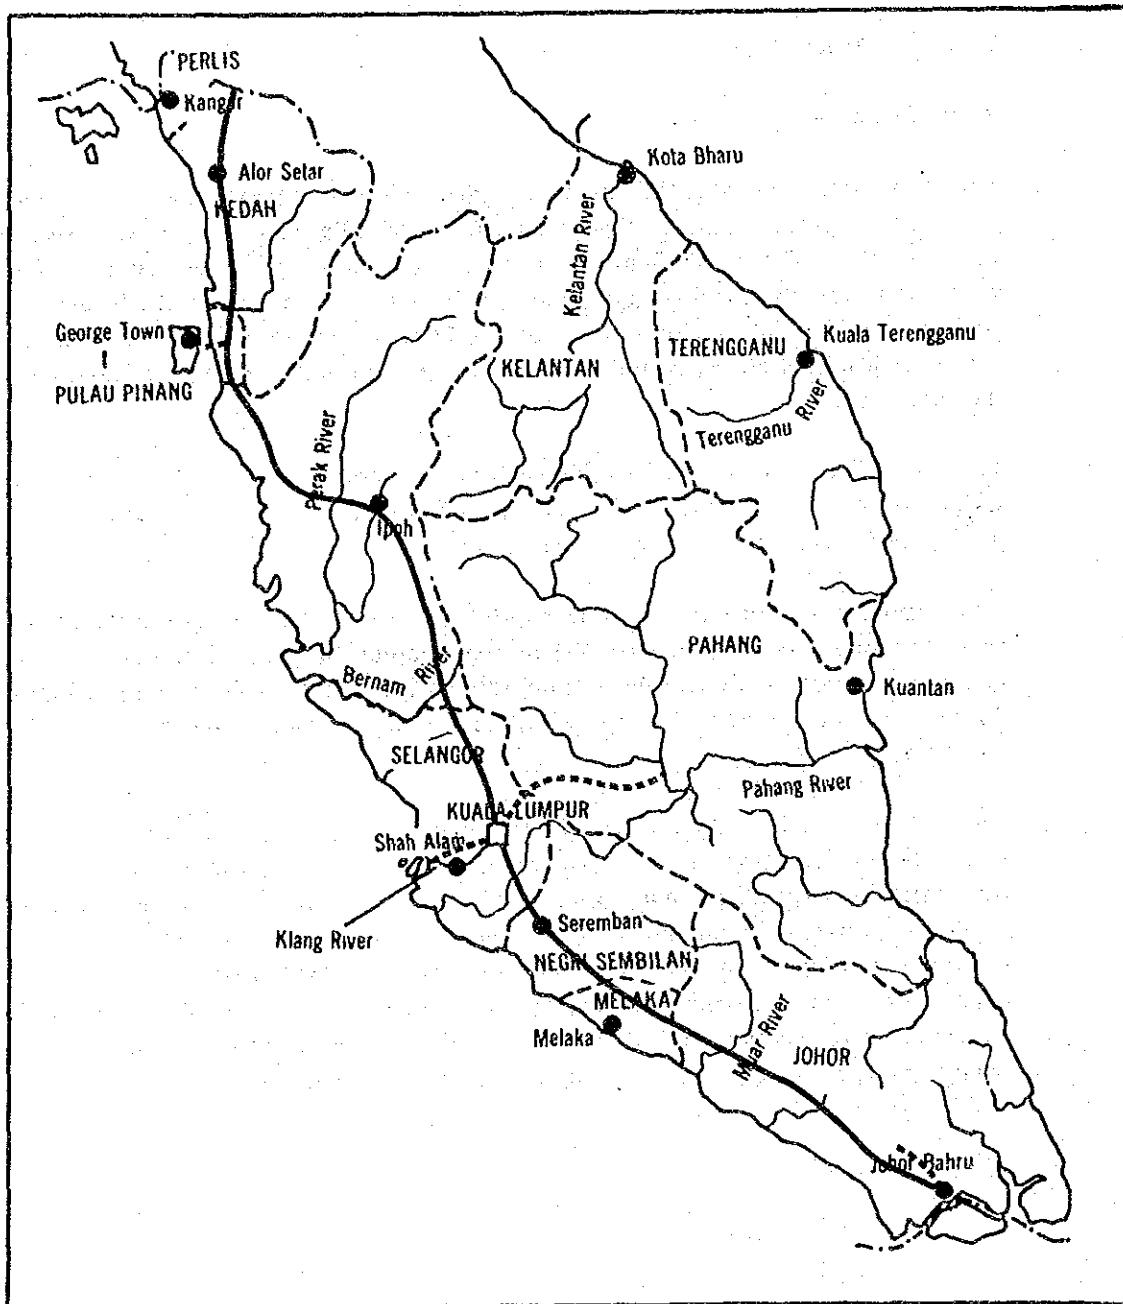 PERLIS
Kangar
Alor Setar
KEDAH
Kota Bharu
Kelantan River
George Town
PULAU PINANG
KELANTAN
TERENGGANU
Kuala Terengganu
Terengganu River
Perak River
Ipoh
PAHANG
Bernam River
Kuantan
SELANGOR
Pahang River
KUALA LUMPUR
Shah Alam
Klang River
Seremban
NEGRI SEMBILAN
MELAKA
Melaka
Muar River
JOHOR
Johor Bahru